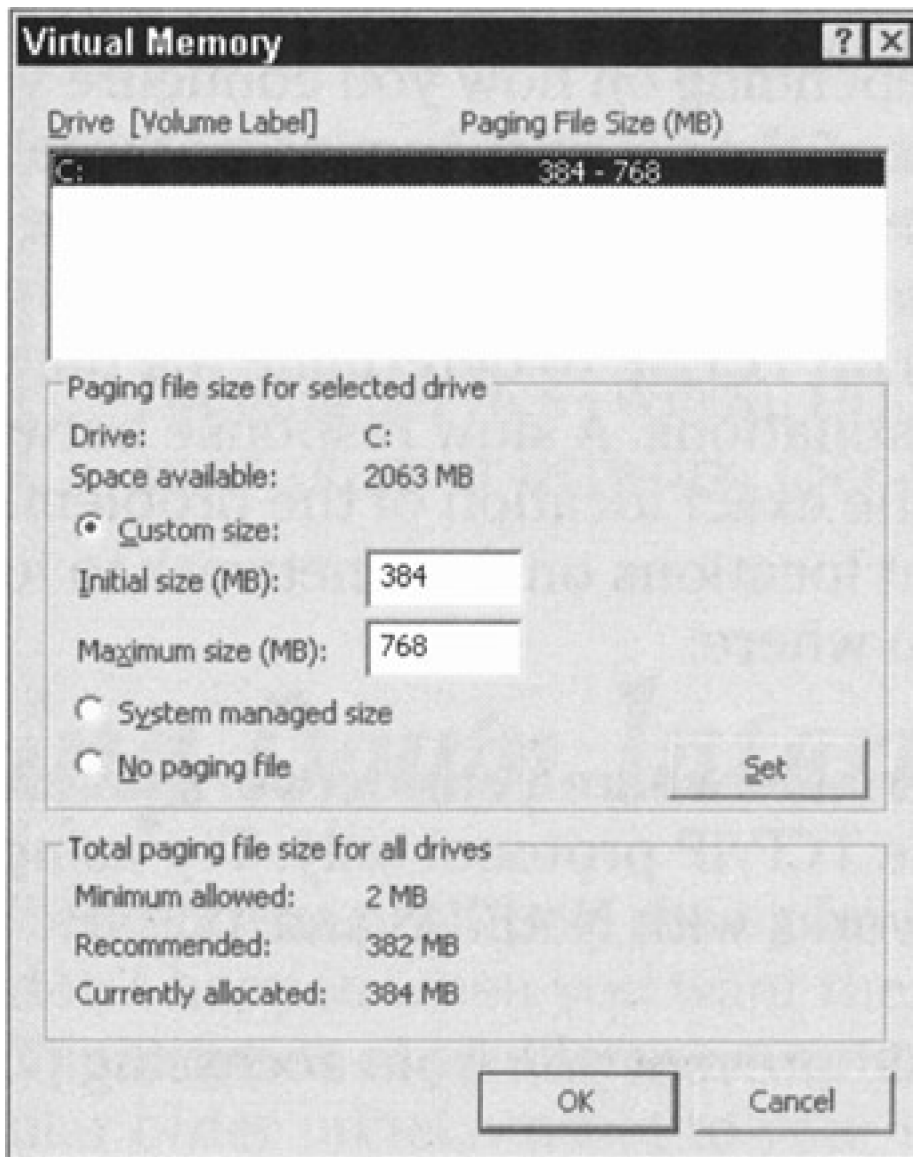 Virtual Memory
Drive [Volume Label] Paging File Size (MB)
C: 384 - 768
Paging file size for selected drive
Drive: C:
Space available: 2063 MB
Custom size:
Initial size (MB): 384
Maximum size (MB): 768
System managed size
No paging file
Set
Total paging file size for all drives
Minimum allowed: 2 MB
Recommended: 382 MB
Currently allocated: 384 MB
OK Cancel